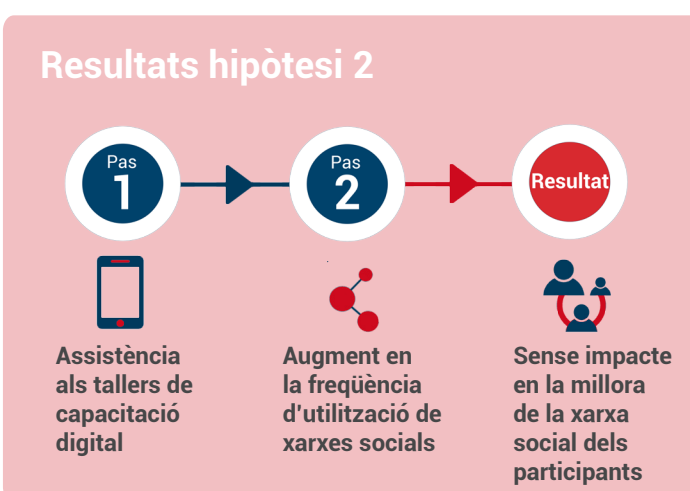 Resultats hipòtesi 2
Pas
1
Pas
2
Resultat
Assistència
als tallers de
capacitació
digital
Augment en
la freqüència
d'utilització de
xarxes socials
Sense impacte
en la millora
de la xarxa
social dels
participants